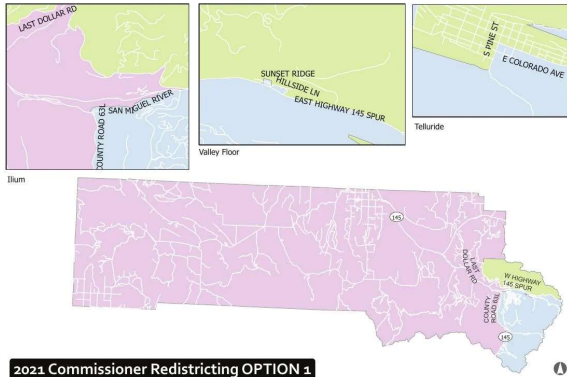 LAST DOLLAR RD
SAN MIGUEL RIVER
COUNTY ROAD 63L
Ilium
SUNSET RIDGE
HILLSIDE LN
EAST HIGHWAY 145 SPUR
Valley Floor
S PINE ST
E COLORADO AVE
Telluride
145
LAST
DOLLAR RD
W HIGHWAY
145 SPUR
COUNTY
ROAD 63L
145
2021 Commissioner Redistricting OPTION 1